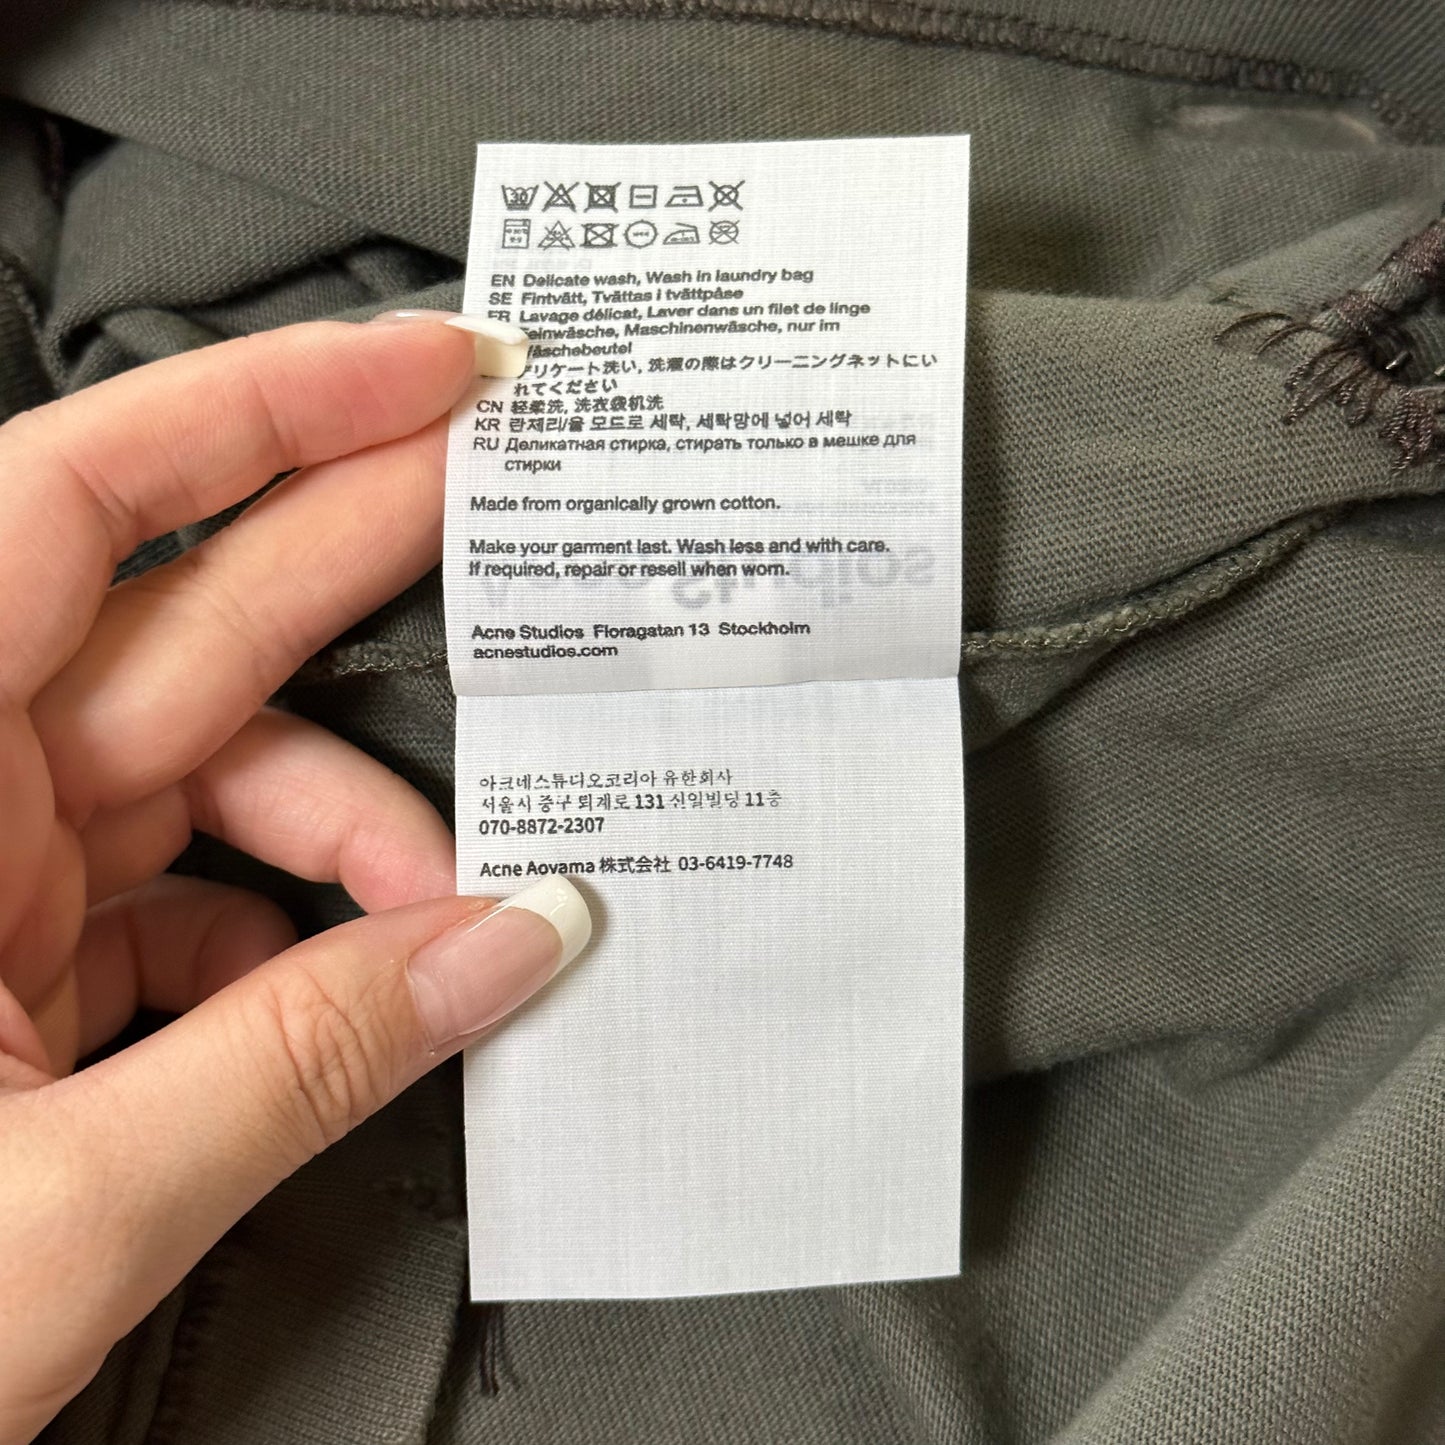 30
EN Delicate wash, Wash in laundry bag
SE Fintvätt, Tvättas i tvättpåse
FR Lavage délicat, Laver dans un filet de linge
Maschinenwäsche, nur im
リケート洗い, 洗濯の際はクリーニングネットにい
れてください
CN 轻柔洗, 洗衣袋机洗
KR 란제리/울 모드로 세탁, 세탁망에 넣어 세탁
RU Деликатная стирка, стирать только в мешке для
стирки
Made from organically grown cotton.
Make your garment last. Wash less and with care.
If required, repair or resell when worn.
Acne Studios Floragatan 13 Stockholm
acnestudios.com
아크네스튜디오코리아 유한회사
서울시 중구 퇴계로 131 신일빌딩 11층
070-8872-2307
Acne Aoyama 株式会社 03-6419-7748